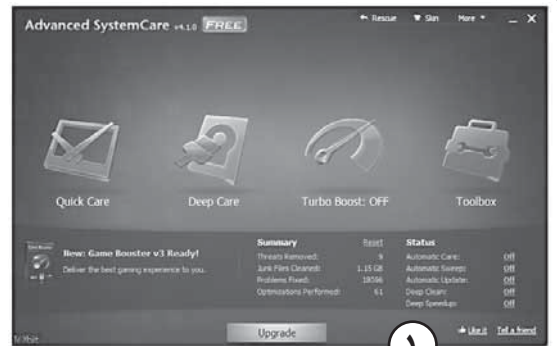 Advanced SystemCare v4.1.0 FREE
Rescue Skin More
Quick Care
Deep Care
Turbo Boost: OFF
Toolbox
New: Game Booster v3 Ready!
Deliver the best gaming experience to you.
Summary Reset
Threats Removed: 9
Junk Files Cleaned: 1.15 GB
Problems Fixed:
Optimizations Performed: 61
Status
Automatic Care: Off
Automatic Sweep: Off
Automatic Update: Off
Deep Clean: Off
Deep Speedup: Off
Upgrade
Like it Tell a friend
١